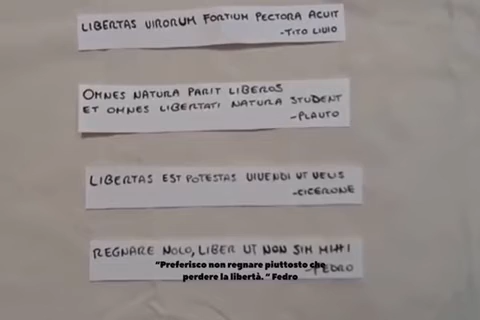 LIBERTAS VIRORUM FORTIUM PECTORA ACUIT
-TITO LIVIO
OMNES NATURA PARIT LIBEROS
ET OMNES LIBERTATI NATURA STUDENT
-PLAUTO
LIBERTAS EST POTESTAS VIVENDI UT VELIS
-CICERONE
REGNARE NOLO, LIBER UT NON SIM MIHI
-FEDRO
"Preferisco non regnare piuttosto che
perdere la libertà. " Fedro